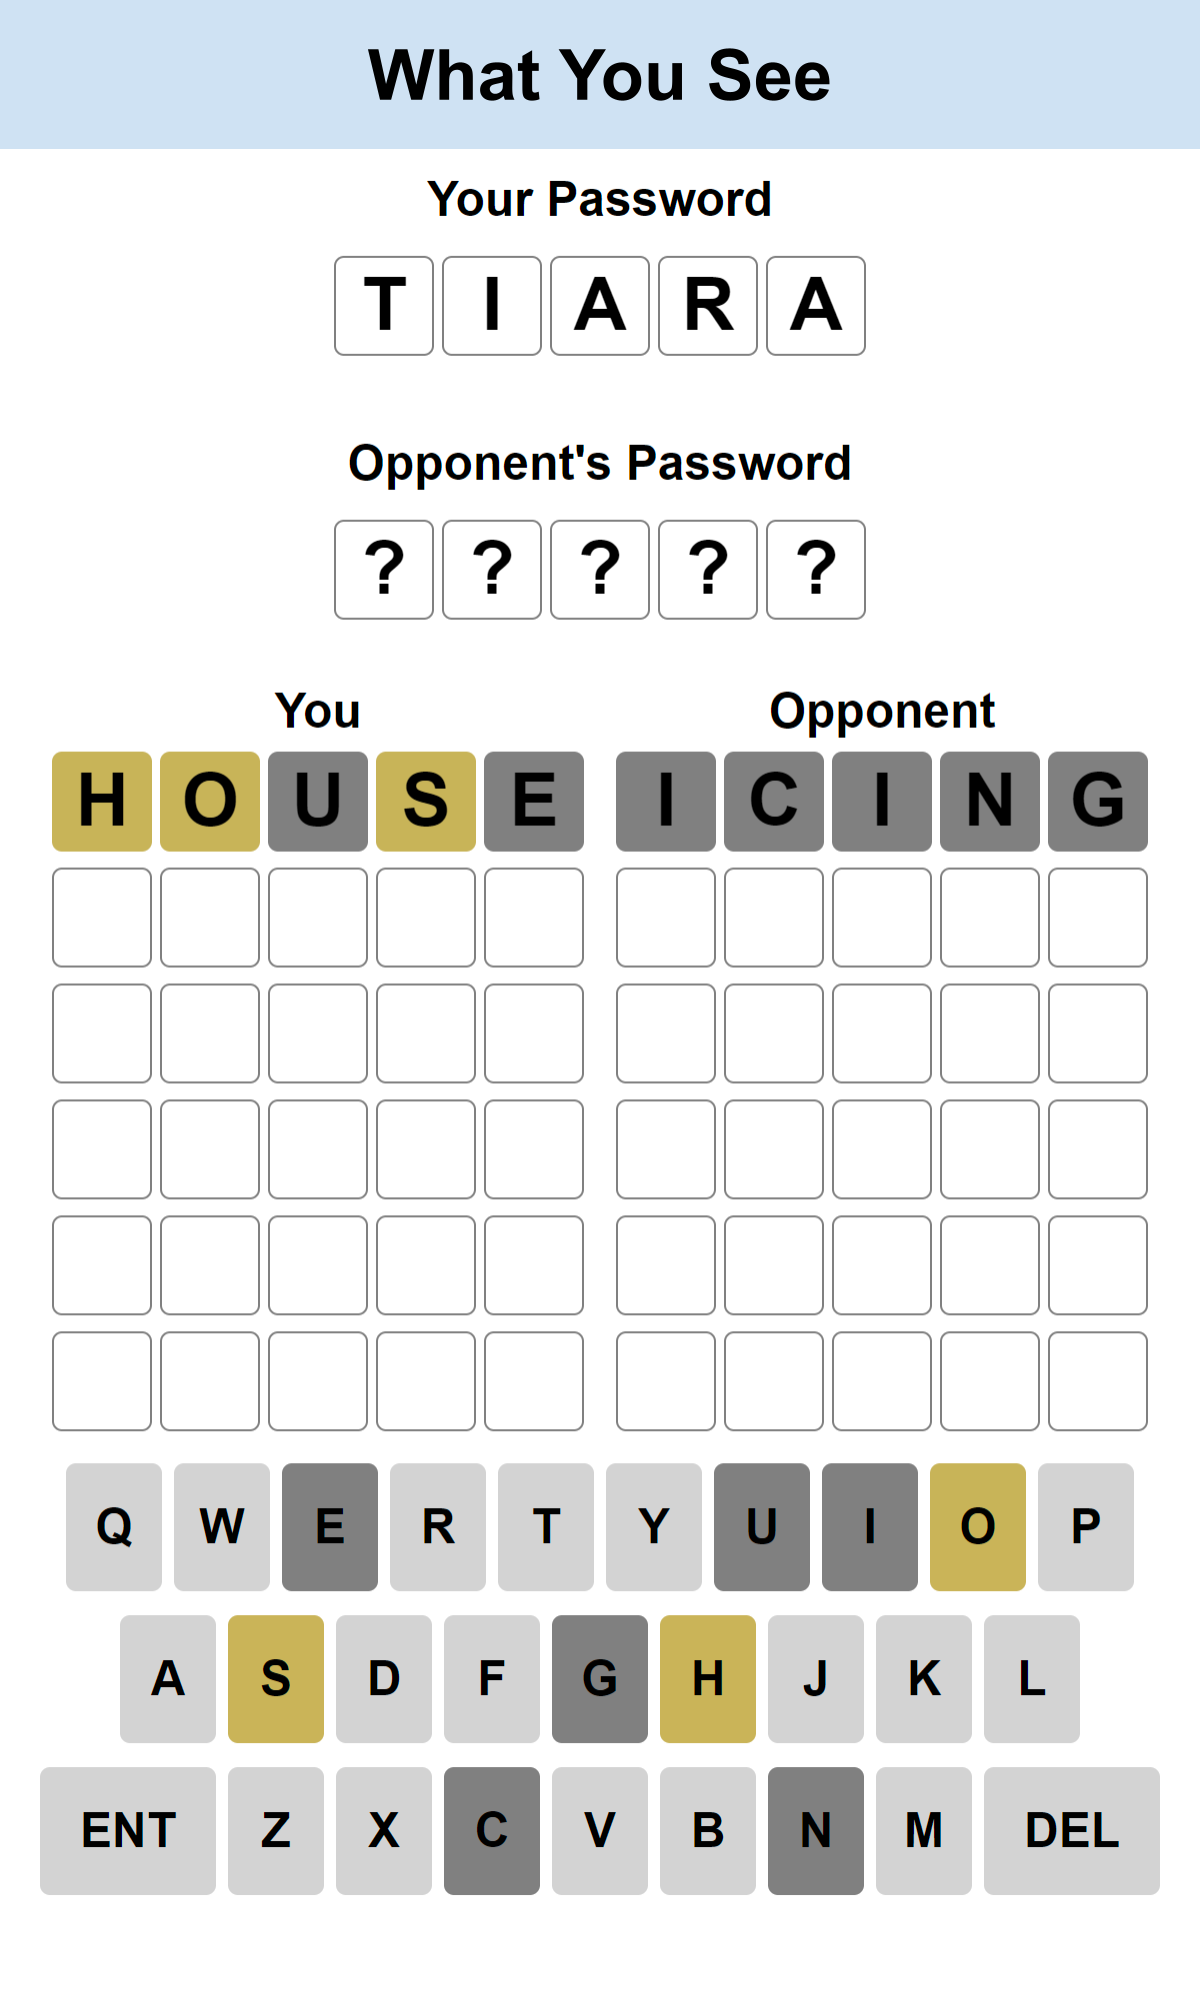 What You See
Your Password
T I A R A
Opponent's Password
? ? ? ? ?
You Opponent
H O U S E I C I N G
Q W E R T Y U I O P
A S D F G H J K L
ENT Z X C V B N M DEL